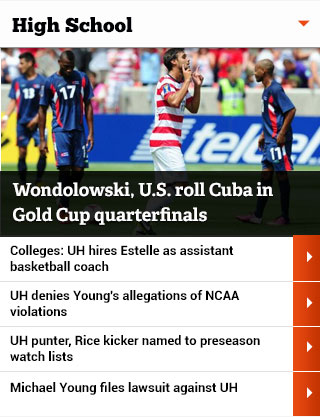 High School
17
telcel
11
Wondolowski, U.S. roll Cuba in
Gold Cup quarterfinals
Colleges: UH hires Estelle as assistant
basketball coach
UH denies Young's allegations of NCAA
violations
UH punter, Rice kicker named to preseason
watch lists
Michael Young files lawsuit against UH